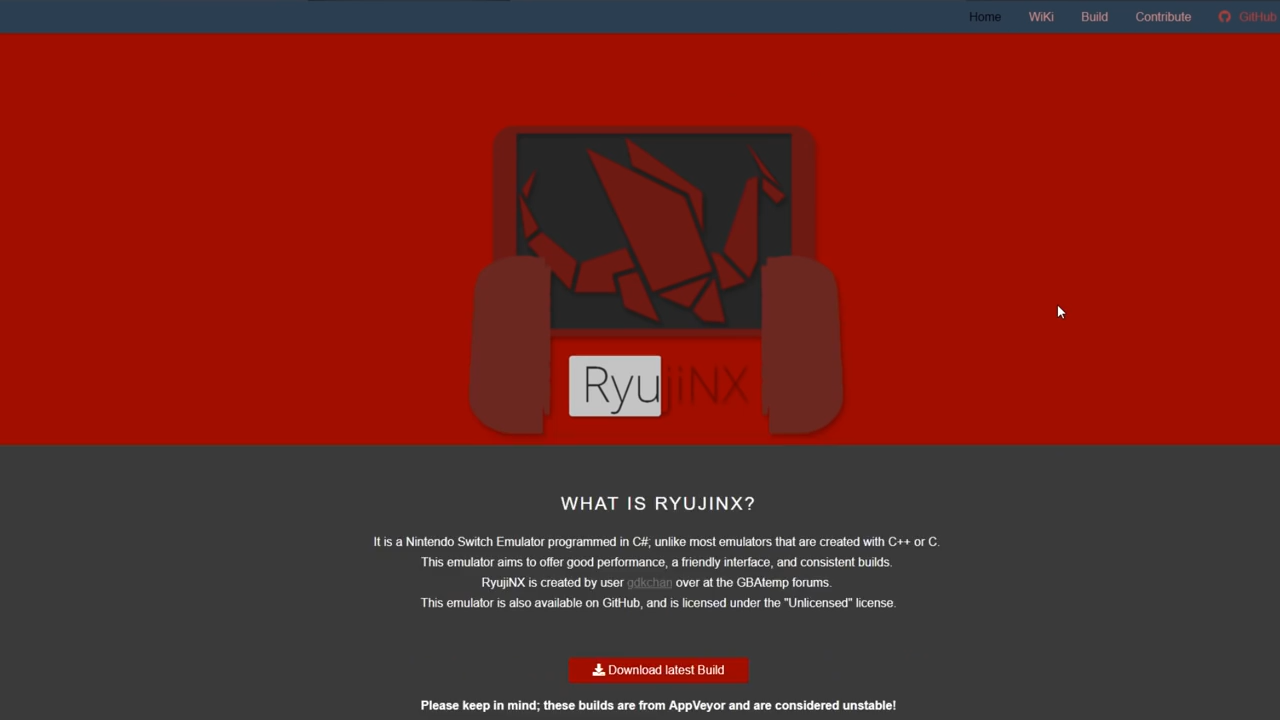 Home WiKi Build Contribute GitHub
RyujiNX
WHAT IS RYUJINX?
It is a Nintendo Switch Emulator programmed in C#; unlike most emulators that are created with C++ or C.
This emulator aims to offer good performance, a friendly interface, and consistent builds.
RyujiNX is created by user gdkchan over at the GBAtemp forums.
This emulator is also available on GitHub, and is licensed under the "Unlicensed" license.
Download latest Build
Please keep in mind; these builds are from AppVeyor and are considered unstable!